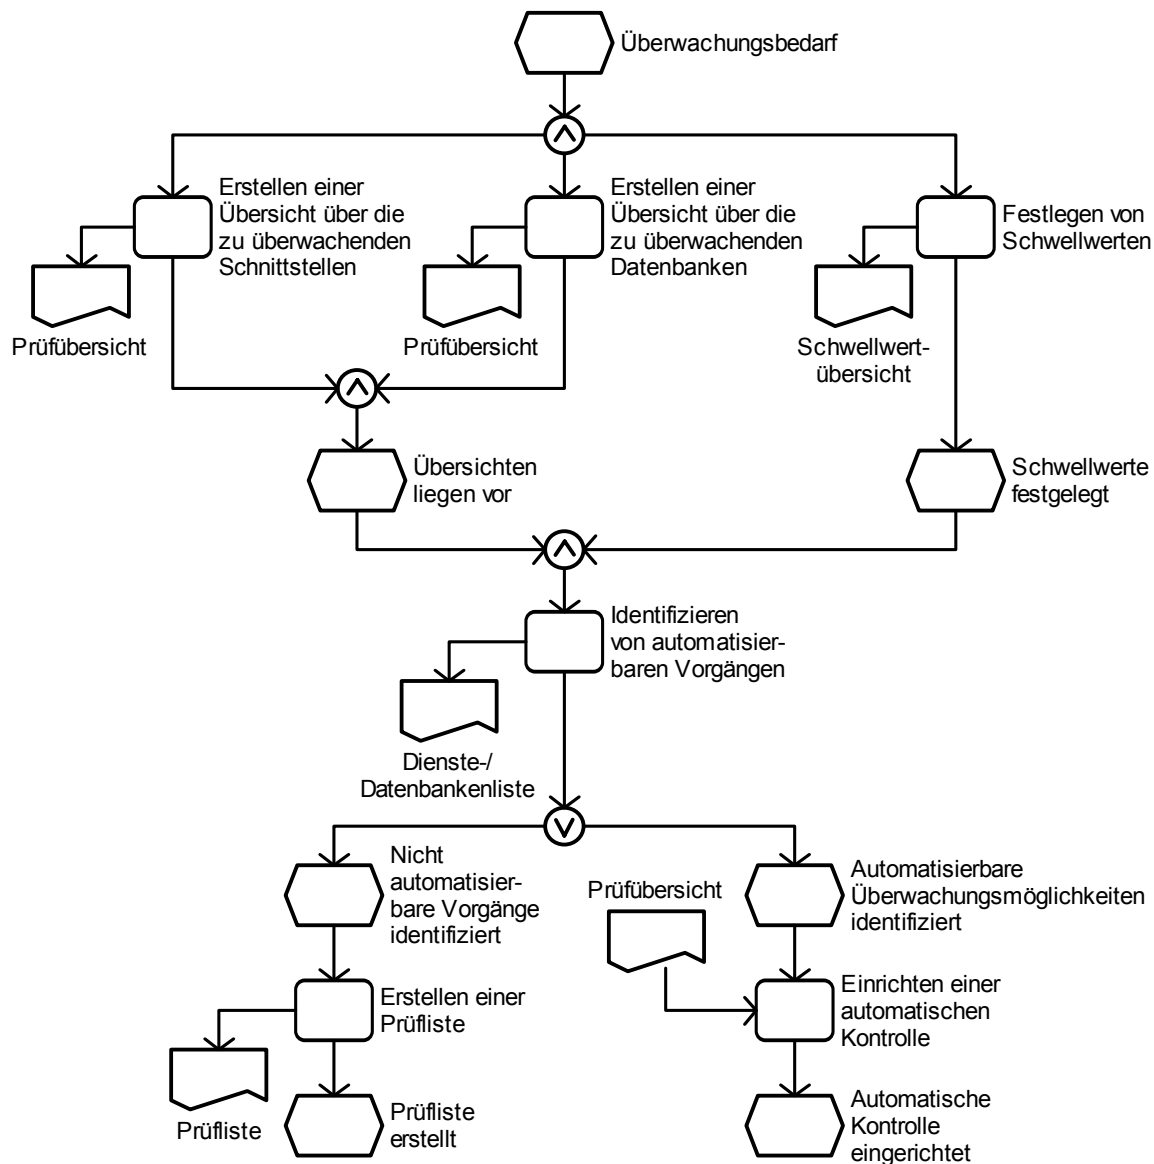 Überwachungsbedarf
Erstellen einer
Übersicht über die
zu überwachenden
Schnittstellen
Erstellen einer
Übersicht über die
zu überwachenden
Datenbanken
Festlegen von
Schwellwerten
Prüfübersicht
Prüfübersicht
Schwellwert-
übersicht
Übersichten
liegen vor
Schwellwerte
festgelegt
Identifizieren
von automatisier-
baren Vorgängen
Dienste-/
Datenbankenliste
Nicht
automatisier-
bare Vorgänge
identifiziert
Prüfübersicht
Automatisierbare
Überwachungsmöglichkeiten
identifiziert
Erstellen einer
Prüfliste
Einrichten einer
automatischen
Kontrolle
Prüfliste
Prüfliste
erstellt
Automatische
Kontrolle
eingerichtet